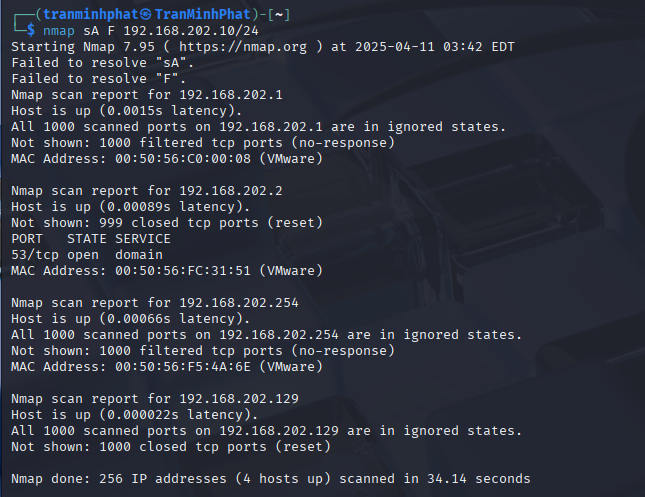 ┌──(tranminhphat㉿TranMinhPhat)-[~]
└─$ nmap sA F 192.168.202.10/24
Starting Nmap 7.95 ( https://nmap.org ) at 2025-04-11 03:42 EDT
Failed to resolve "sA".
Failed to resolve "F".
Nmap scan report for 192.168.202.1
Host is up (0.0015s latency).
All 1000 scanned ports on 192.168.202.1 are in ignored states.
Not shown: 1000 filtered tcp ports (no-response)
MAC Address: 00:50:56:C0:00:08 (VMware)

Nmap scan report for 192.168.202.2
Host is up (0.00089s latency).
Not shown: 999 closed tcp ports (reset)
PORT   STATE SERVICE
53/tcp open  domain
MAC Address: 00:50:56:FC:31:51 (VMware)

Nmap scan report for 192.168.202.254
Host is up (0.00066s latency).
All 1000 scanned ports on 192.168.202.254 are in ignored states.
Not shown: 1000 filtered tcp ports (no-response)
MAC Address: 00:50:56:F5:4A:6E (VMware)

Nmap scan report for 192.168.202.129
Host is up (0.000022s latency).
All 1000 scanned ports on 192.168.202.129 are in ignored states.
Not shown: 1000 closed tcp ports (reset)

Nmap done: 256 IP addresses (4 hosts up) scanned in 34.14 seconds